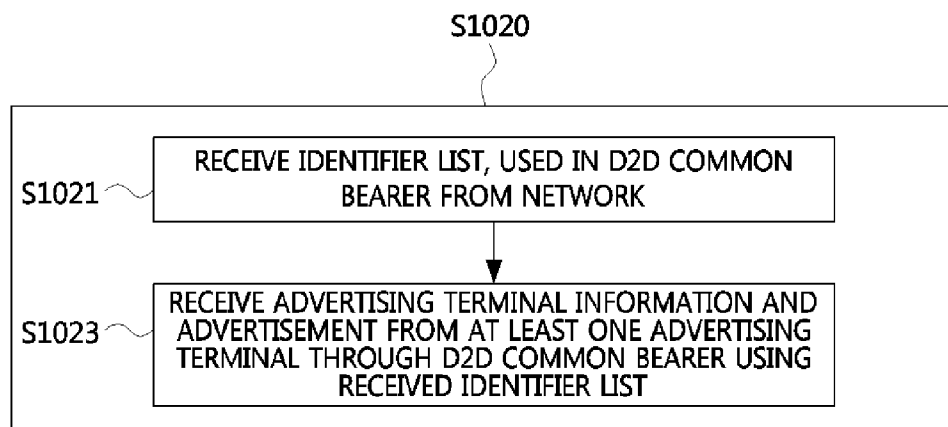 S1020
S1021
RECEIVE IDENTIFIER LIST, USED IN D2D COMMON
BEARER FROM NETWORK
S1023
RECEIVE ADVERTISING TERMINAL INFORMATION AND
ADVERTISEMENT FROM AT LEAST ONE ADVERTISING
TERMINAL THROUGH D2D COMMON BEARER USING
RECEIVED IDENTIFIER LIST